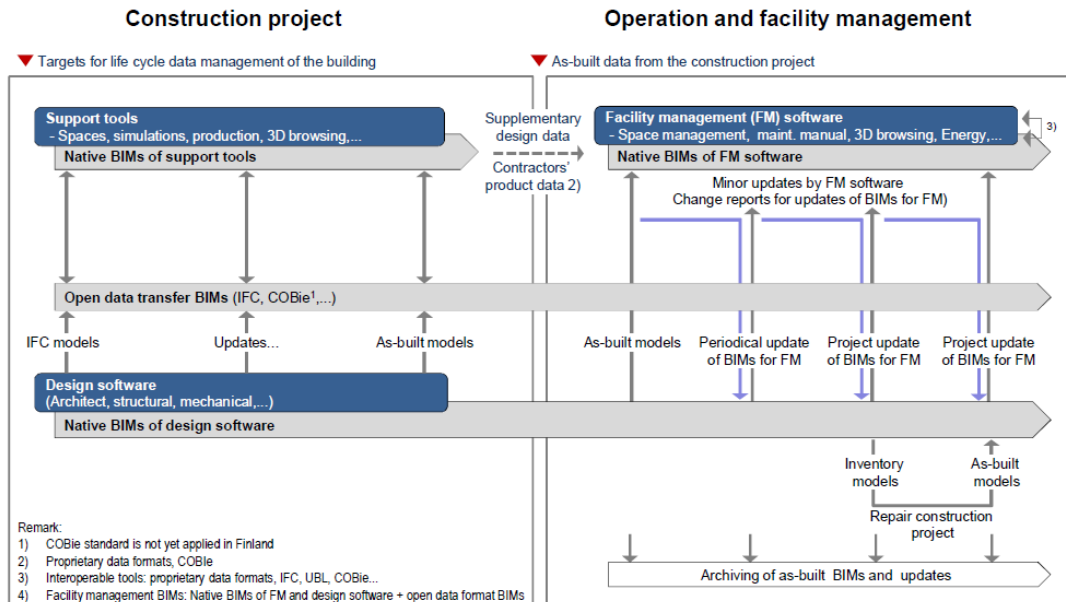 Construction project
Operation and facility management
Targets for life cycle data management of the building
As-built data from the construction project
Support tools
- Spaces, simulations, production, 3D browsing,...
Native BIMs of support tools
Supplementary
design data
Contractors'
product data 2)
Facility management (FM) software
- Space management, maint. manual, 3D browsing, Energy,...
3)
Native BIMs of FM software
Minor updates by FM software
Change reports for updates of BIMs for FM)
Open data transfer BIMs (IFC, COBie¹,...)
IFC models
Updates...
As-built models
As-built models
Periodical update
of BIMs for FM
Project update
of BIMs for FM
Project update
of BIMs for FM
Design software
(Architect, structural, mechanical,...)
Native BIMs of design software
Inventory
models
As-built
models
Repair construction
project
Archiving of as-built BIMs and updates
Remark:
1) COBie standard is not yet applied in Finland
2) Proprietary data formats, COBIe
3) Interoperable tools: proprietary data formats, IFC, UBL, COBie...
4) Facility management BIMs: Native BIMs of FM and design software + open data format BIMs